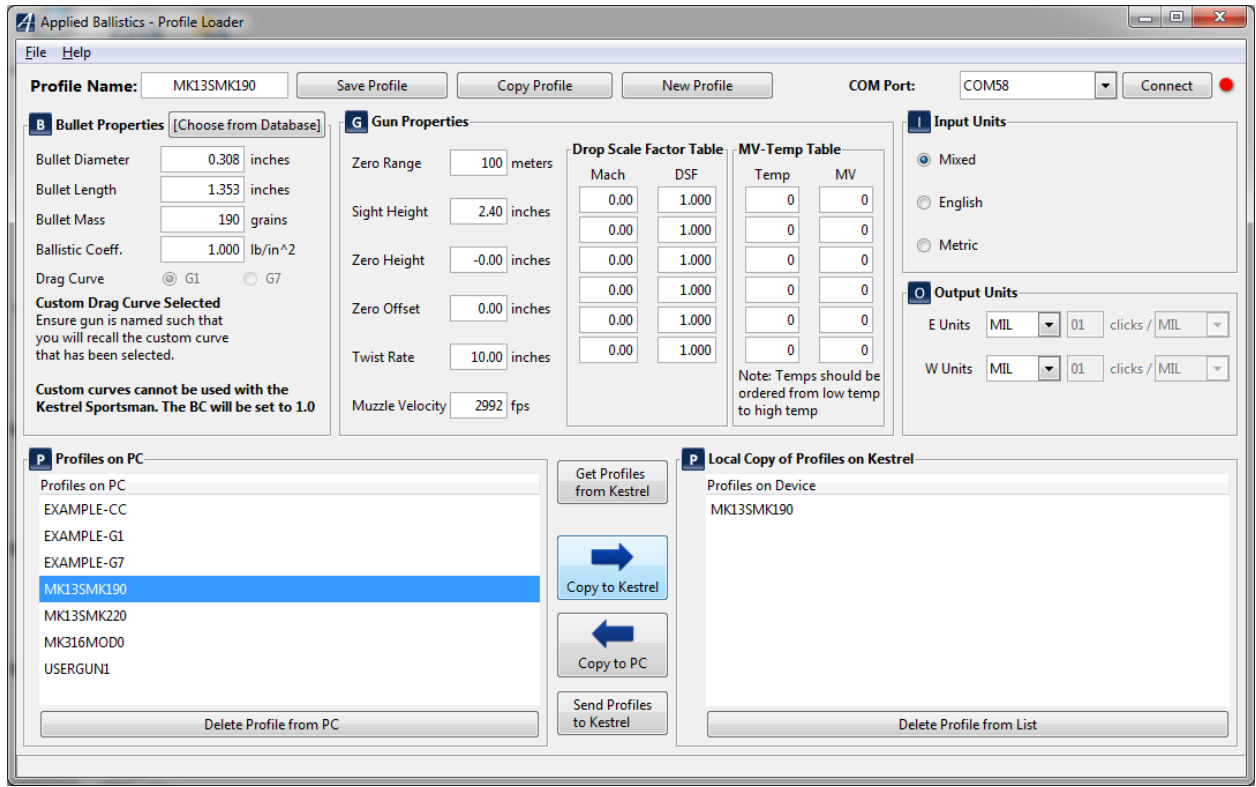 Applied Ballistics - Profile Loader
File Help
Profile Name: MK13SMK190 Save Profile Copy Profile New Profile COM Port: COM58 Connect
B Bullet Properties [Choose from Database]
Bullet Diameter 0.308 inches
Bullet Length 1.353 inches
Bullet Mass 190 grains
Ballistic Coeff. 1.000 lb/in^2
Drag Curve G1 G7
Custom Drag Curve Selected
Ensure gun is named such that
you will recall the custom curve
that has been selected.
Custom curves cannot be used with the
Kestrel Sportsman. The BC will be set to 1.0
G Gun Properties
Zero Range 100 meters
Sight Height 2.40 inches
Zero Height -0.00 inches
Zero Offset 0.00 inches
Twist Rate 10.00 inches
Muzzle Velocity 2992 fps
Drop Scale Factor Table
Mach DSF
0.00 1.000
0.00 1.000
0.00 1.000
0.00 1.000
0.00 1.000
0.00 1.000
MV-Temp Table
Temp MV
0 0
0 0
0 0
0 0
0 0
0 0
Note: Temps should be
ordered from low temp
to high temp
I Input Units
Mixed
English
Metric
O Output Units
E Units MIL 01 clicks / MIL
W Units MIL 01 clicks / MIL
P Profiles on PC
Profiles on PC
EXAMPLE-CC
EXAMPLE-G1
EXAMPLE-G7
MK13SMK190
MK13SMK220
MK316MOD0
USERGUN1
Delete Profile from PC
Get Profiles
from Kestrel
Copy to Kestrel
Copy to PC
Send Profiles
to Kestrel
P Local Copy of Profiles on Kestrel
Profiles on Device
MK13SMK190
Delete Profile from List